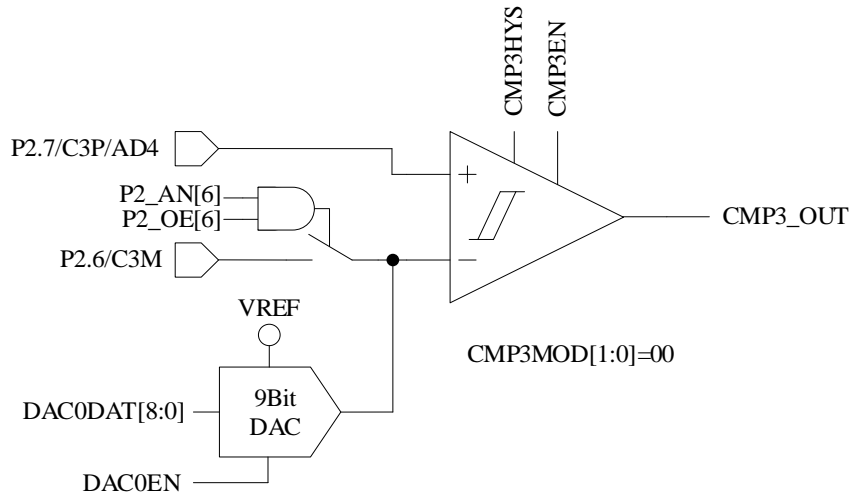 CMP3HYS
CMP3EN
P2.7/C3P/AD4
P2_AN[6]
P2_OE[6]
P2.6/C3M
+
−
CMP3_OUT
VREF
CMP3MOD[1:0]=00
DAC0DAT[8:0]
9Bit
DAC
DAC0EN